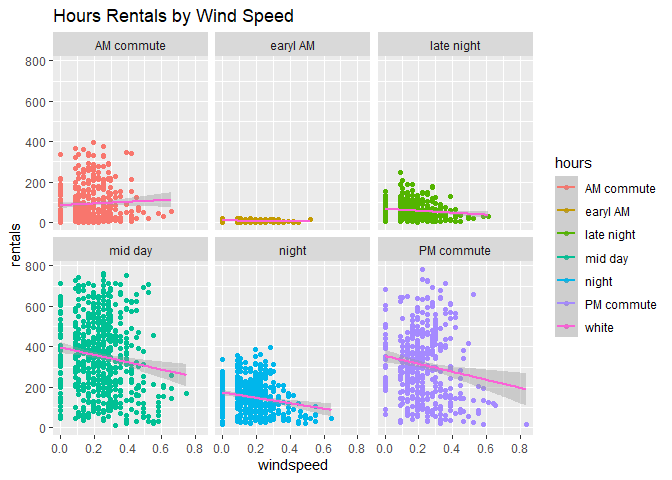 Hours Rentals by Wind Speed
AM commute
earyl AM
late night
800
600
400
200
0
mid day
night
PM commute
800
600
400
200
0
rentals
0.0 0.2 0.4 0.6 0.8
0.0 0.2 0.4 0.6 0.8
0.0 0.2 0.4 0.6 0.8
windspeed
hours
AM commute
earyl AM
late night
mid day
night
PM commute
white